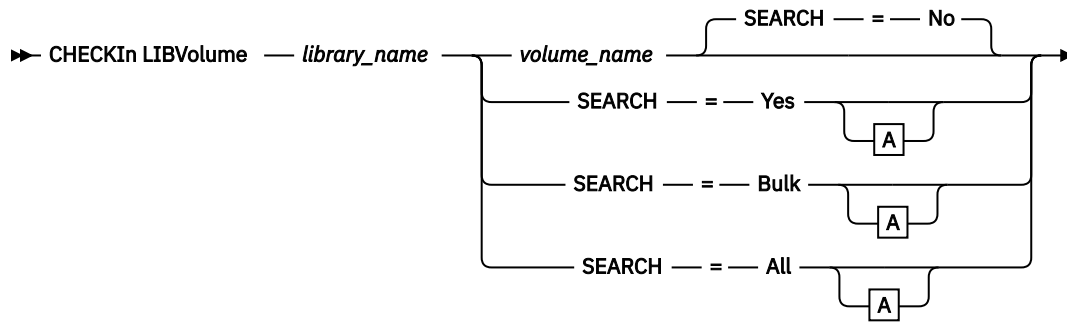 SEARCH = No
CHECKIn LIBVolume library_name volume_name
SEARCH = Yes
A
SEARCH = Bulk
A
SEARCH = All
A